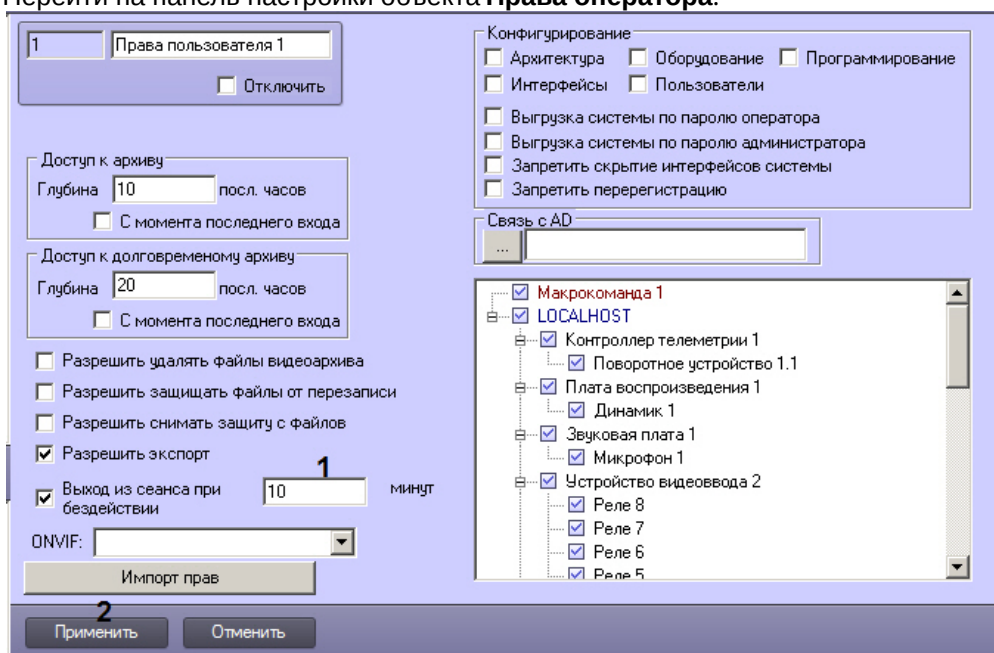 Перейти на панель настройки объекта Права оператора.
1 Права пользователя 1
Отключить
Доступ к архиву
Глубина 10 посл. часов
С момента последнего входа
Доступ к долговременому архиву
Глубина 20 посл. часов
С момента последнего входа
Разрешить удалять файлы видеоархива
Разрешить защищать файлы от перезаписи
Разрешить снимать защиту с файлов
Разрешить экспорт
1
Выход из сеанса при
бездействии
10 минут
ONVIF:
Импорт прав
2
Применить Отменить
Конфигурирование
Архитектура Оборудование Программирование
Интерфейсы Пользователи
Выгрузка системы по паролю оператора
Выгрузка системы по паролю администратора
Запретить скрытие интерфейсов системы
Запретить перерегистрацию
Связь с AD
...
Макрокоманда 1
LOCALHOST
Контроллер телеметрии 1
Поворотное устройство 1.1
Плата воспроизведения 1
Динамик 1
Звуковая плата 1
Микрофон 1
Устройство видеоввода 2
Реле 8
Реле 7
Реле 6
Реле 5